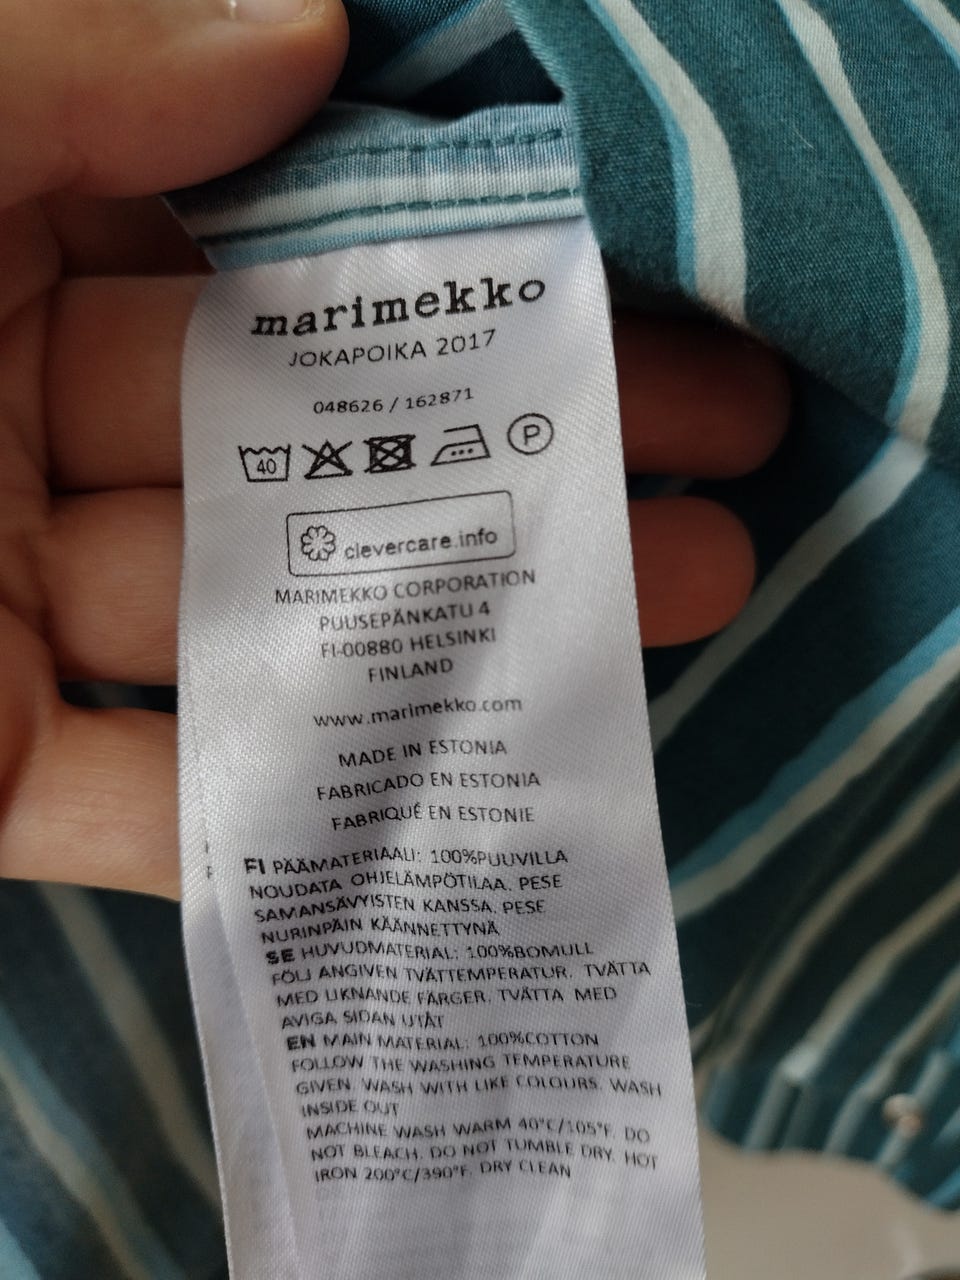 marimekko
JOKAPOIKA 2017
048626 / 162871
40 P
clevercare.info
MARIMEKKO CORPORATION
PUUSEPÄNKATU 4
FI-00880 HELSINKI
FINLAND
www.marimekko.com
MADE IN ESTONIA
FABRICADO EN ESTONIA
FABRIQUÉ EN ESTONIE
FI PÄÄMATERIAALI: 100%PUUVILLA
NOUDATA OHJELÄMPÖTILAA. PESE
SAMANSÄVYISTEN KANSSA. PESE
NURINPÄIN KÄÄNNETTYNÄ
SE HUVUDMATERIAL: 100%BOMULL
FÖLJ ANGIVEN TVÄTTEMPERATUR. TVÄTTA
MED LIKNANDE FÄRGER. TVÄTTA MED
AVIGA SIDAN UTÅT
EN MAIN MATERIAL: 100%COTTON
FOLLOW THE WASHING TEMPERATURE
GIVEN. WASH WITH LIKE COLOURS. WASH
INSIDE OUT
MACHINE WASH WARM 40°C/105°F. DO
NOT BLEACH. DO NOT TUMBLE DRY. HOT
IRON 200°C/390°F. DRY CLEAN